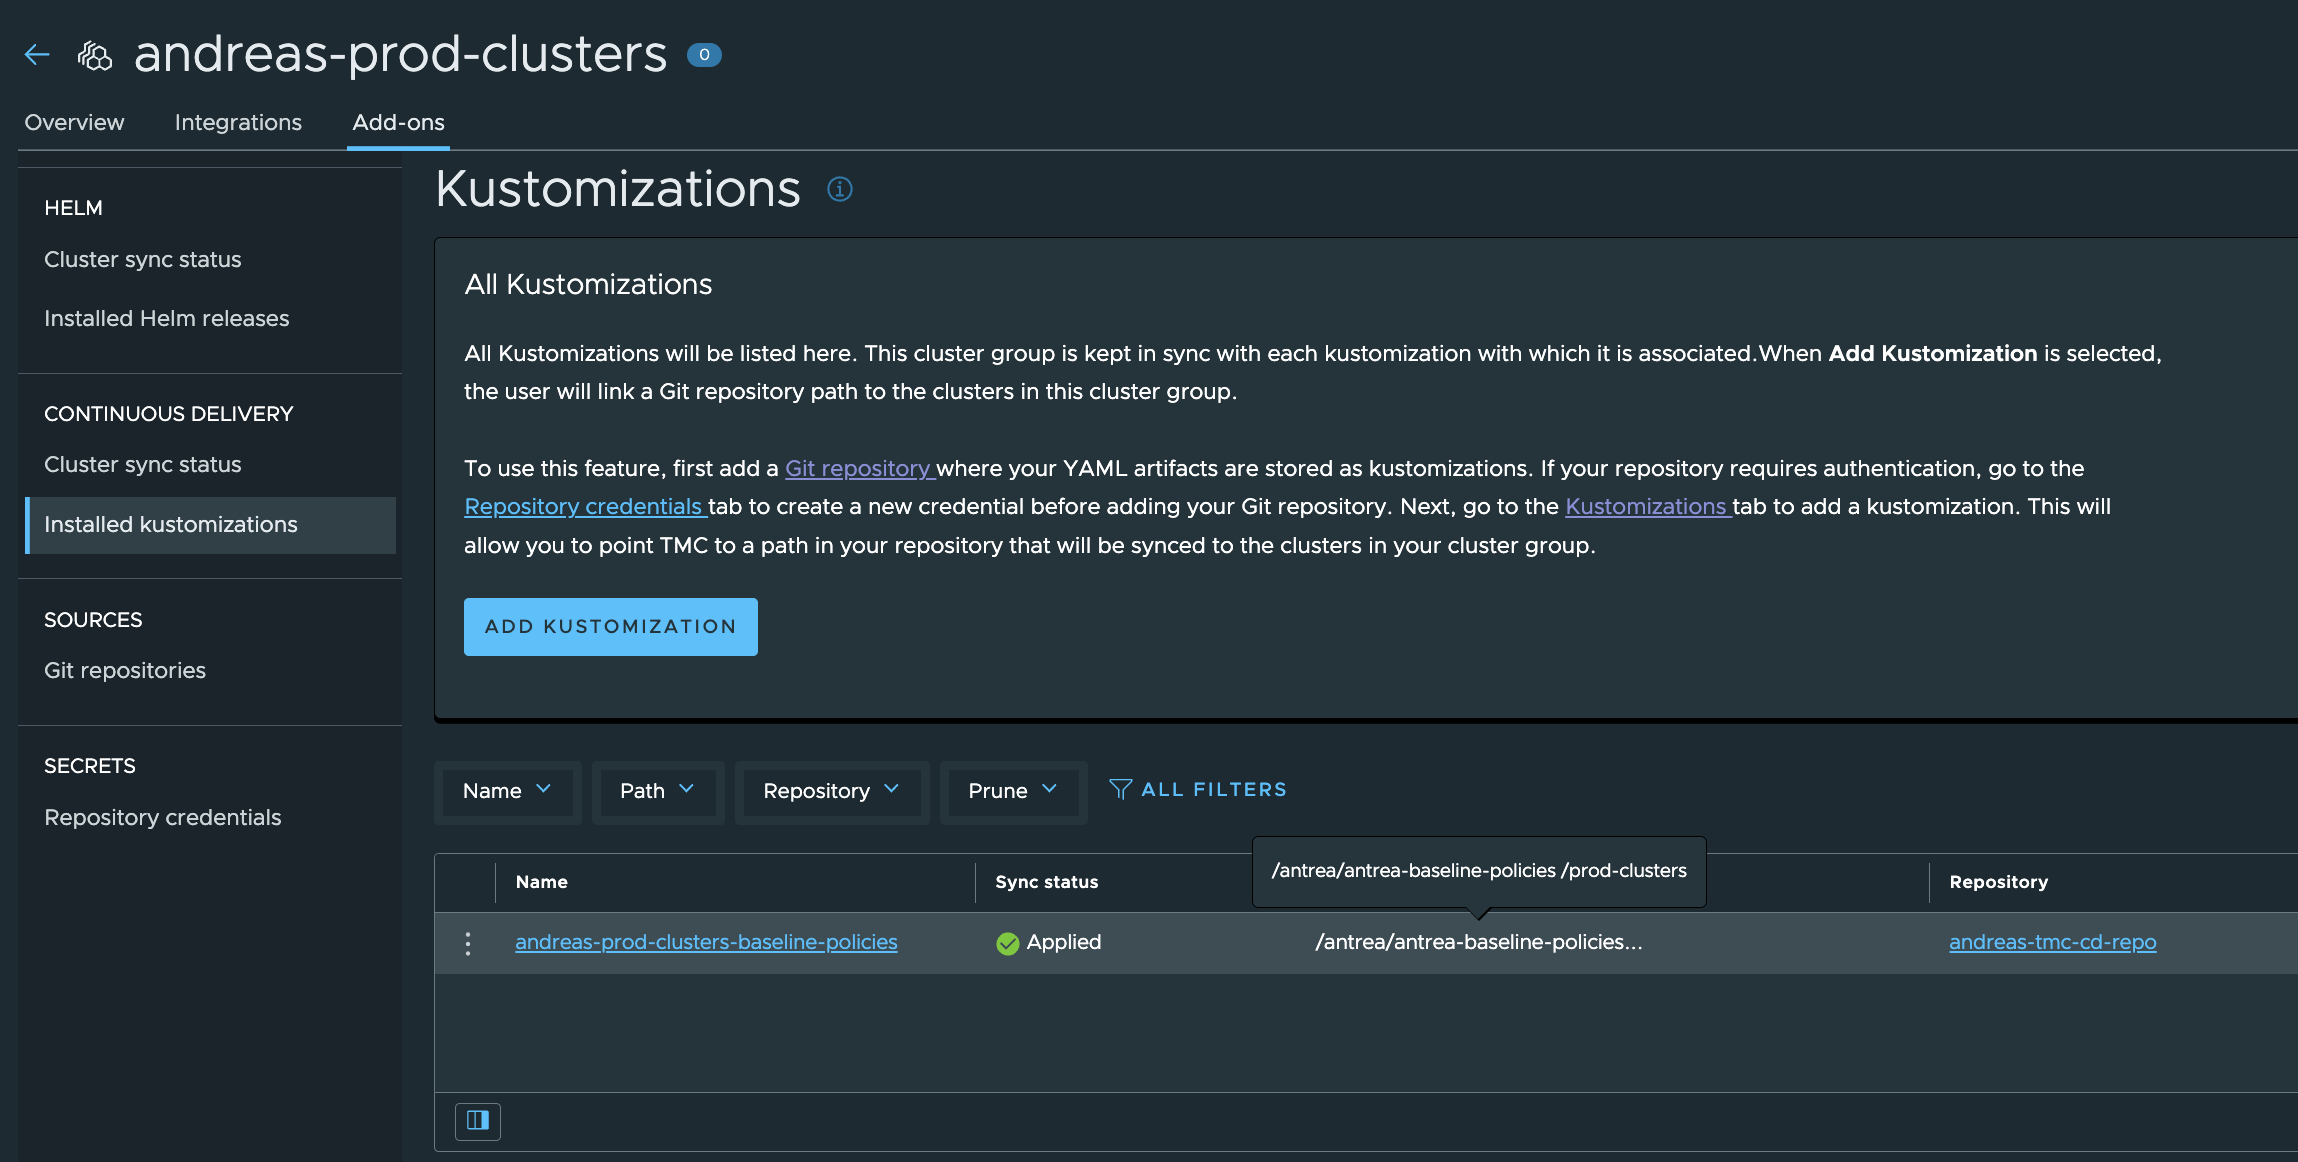 andreas-prod-clusters 0
Overview Integrations Add-ons
HELM
Cluster sync status
Installed Helm releases
CONTINUOUS DELIVERY
Cluster sync status
Installed kustomizations
SOURCES
Git repositories
SECRETS
Repository credentials
Kustomizations
All Kustomizations
All Kustomizations will be listed here. This cluster group is kept in sync with each kustomization with which it is associated.When Add Kustomization is selected,
the user will link a Git repository path to the clusters in this cluster group.
To use this feature, first add a Git repository where your YAML artifacts are stored as kustomizations. If your repository requires authentication, go to the
Repository credentials tab to create a new credential before adding your Git repository. Next, go to the Kustomizations tab to add a kustomization. This will
allow you to point TMC to a path in your repository that will be synced to the clusters in your cluster group.
ADD KUSTOMIZATION
Name Path Repository Prune ALL FILTERS
/antrea/antrea-baseline-policies /prod-clusters
Name Sync status Repository
andreas-prod-clusters-baseline-policies Applied /antrea/antrea-baseline-policies... andreas-tmc-cd-repo